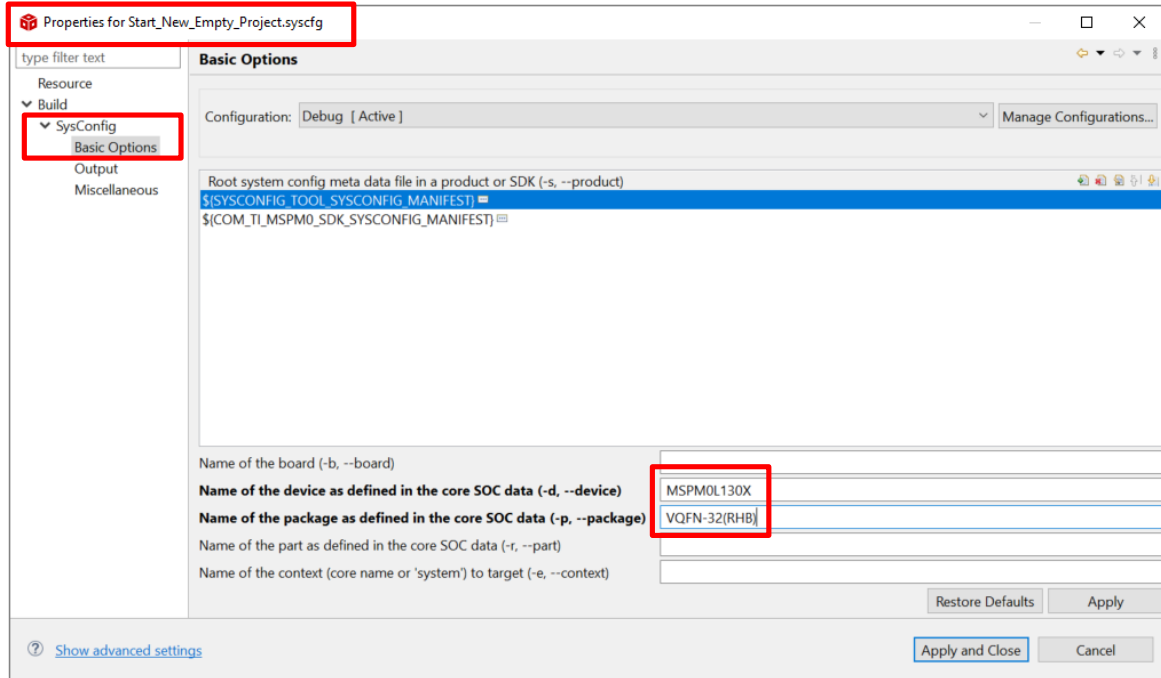 Properties for Start_New_Empty_Project.syscfg
type filter text
Basic Options
Resource
Build
SysConfig
Basic Options
Output
Miscellaneous
Configuration: Debug [ Active ]
Manage Configurations...
Root system config meta data file in a product or SDK (-s, --product)
${SYSCONFIG_TOOL_SYSCONFIG_MANIFEST}
${COM_TI_MSPM0_SDK_SYSCONFIG_MANIFEST}
Name of the board (-b, --board)
Name of the device as defined in the core SOC data (-d, --device) MSPM0L130X
Name of the package as defined in the core SOC data (-p, --package) VQFN-32(RHB)
Name of the part as defined in the core SOC data (-r, --part)
Name of the context (core name or 'system') to target (-e, --context)
Restore Defaults Apply
Show advanced settings
Apply and Close Cancel